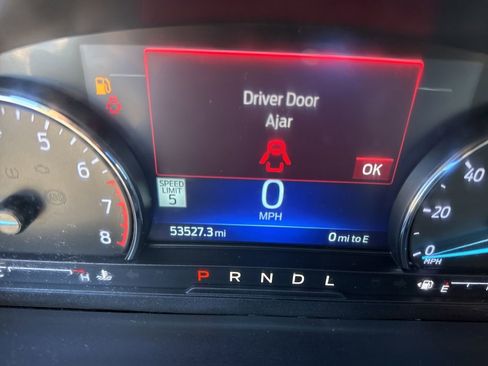 Driver Door
Ajar
OK
SPEED
LIMIT
5
0
MPH
53527.3 mi
0 mi to E
5
6
7
8
40
20
0
MPH
H
E
P R N D L